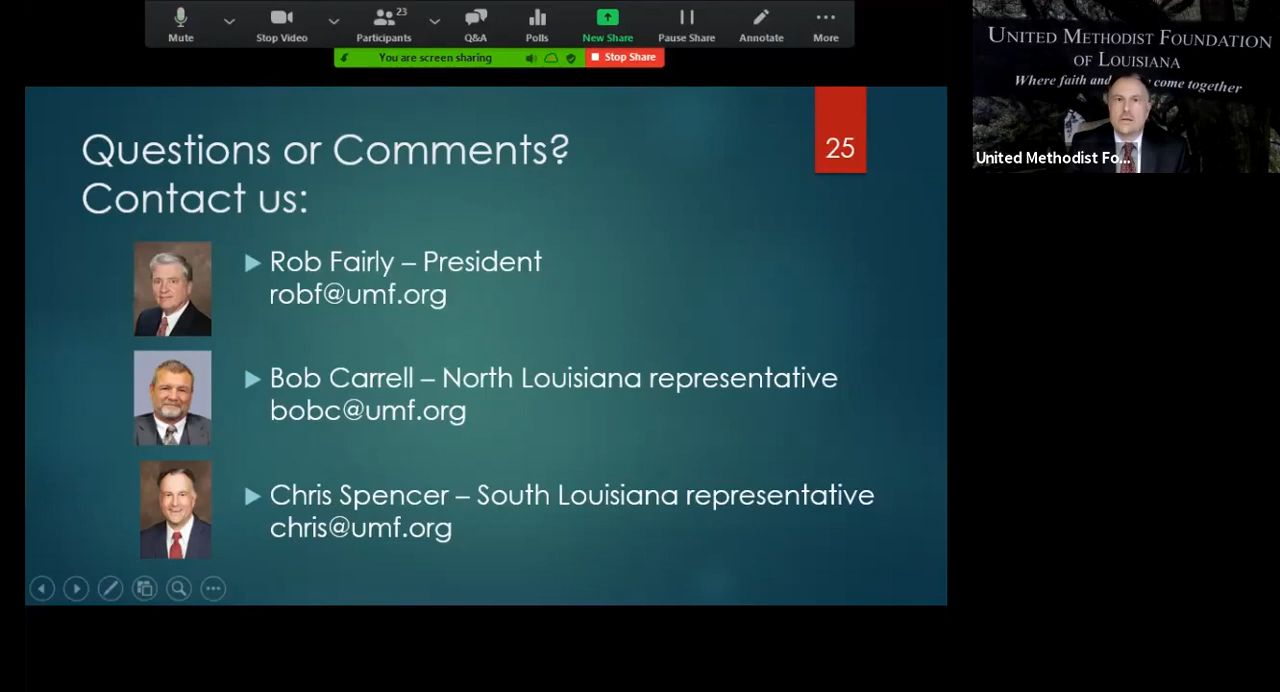 23
Mute
Stop Video
Participants
Q&A
Polls
New Share
Pause Share
Annotate
More
You are screen sharing
Stop Share
UNITED METHODIST FOUNDATION
OF LOUISIANA
Where faith and come together
United Methodist Fo...
Questions or Comments?
Contact us:
25
Rob Fairly – President
robf@umf.org
Bob Carrell – North Louisiana representative
bobc@umf.org
Chris Spencer – South Louisiana representative
chris@umf.org